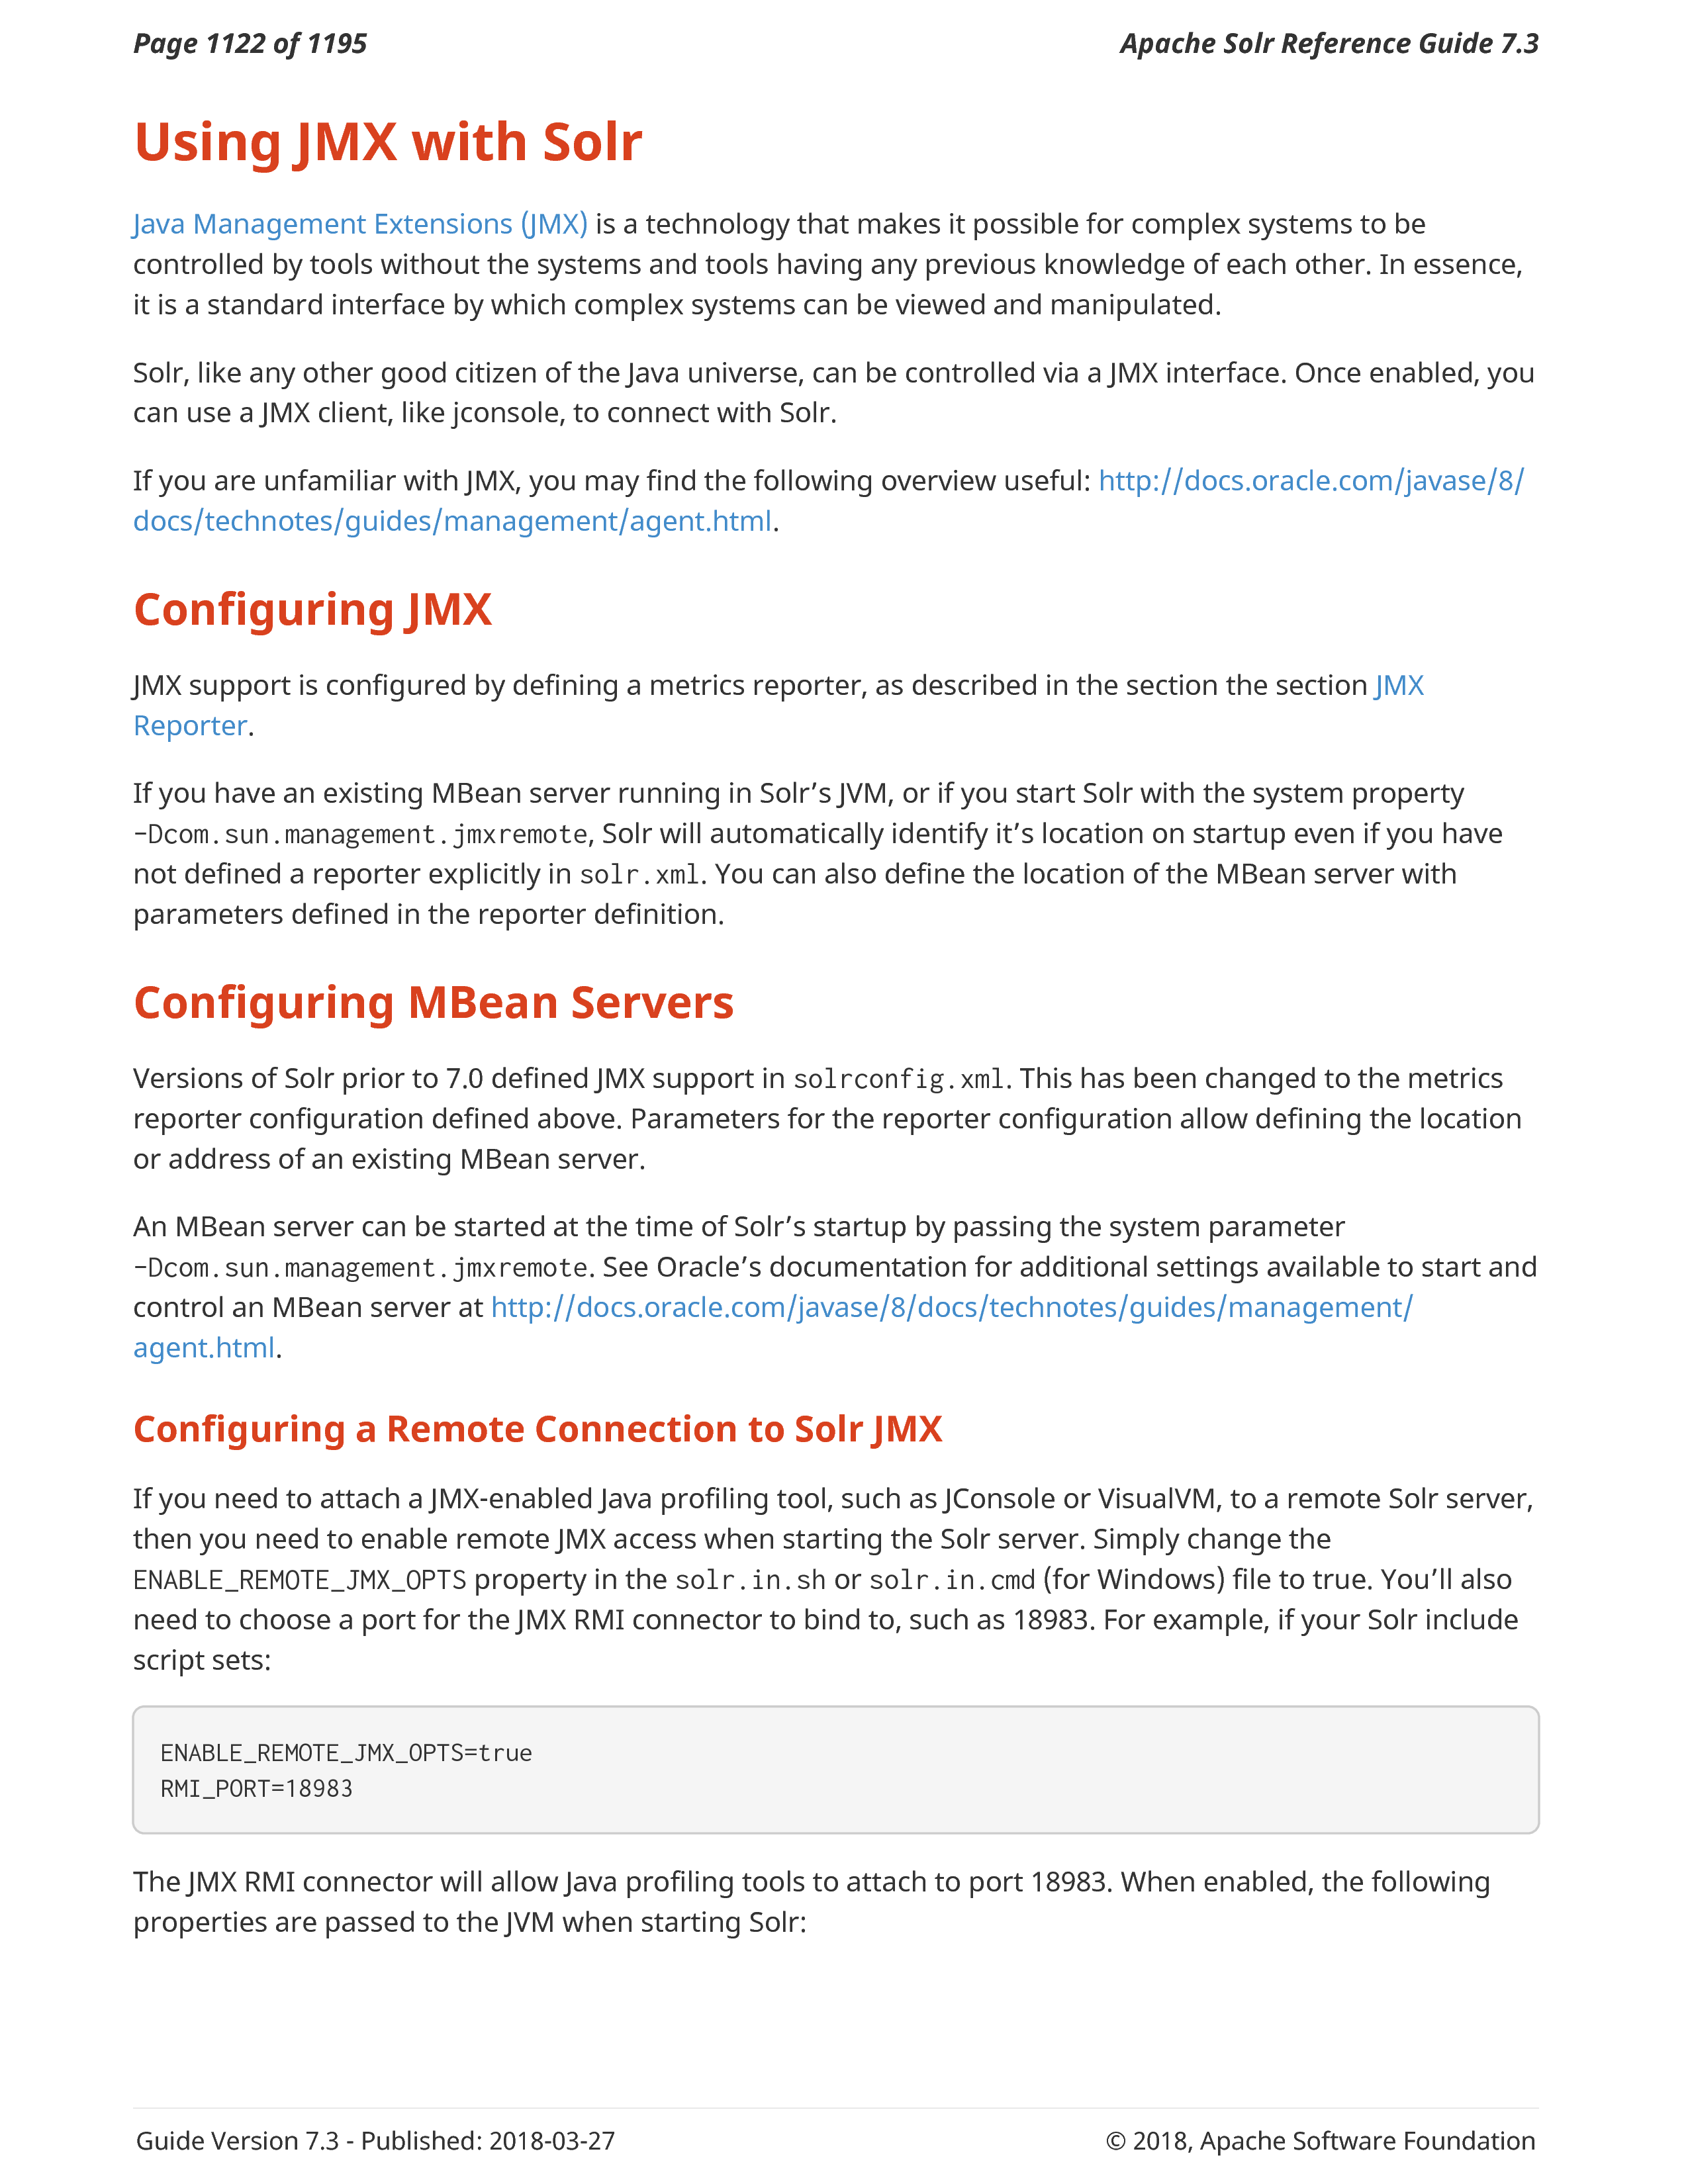 Page 1122 of 1195
Apache Solr Reference Guide 7.3
Using JMX with Solr
Java Management Extensions (JMX) is a technology that makes it possible for complex systems to be
controlled by tools without the systems and tools having any previous knowledge of each other. In essence,
it is a standard interface by which complex systems can be viewed and manipulated.
Solr, like any other good citizen of the Java universe, can be controlled via a JMX interface. Once enabled, you
can use a JMX client, like jconsole, to connect with Solr.
If you are unfamiliar with JMX, you may find the following overview useful: http://docs.oracle.com/javase/8/
docs/technotes/guides/management/agent.html.
Configuring JMX
JMX support is configured by defining a metrics reporter, as described in the section the section JMX
Reporter.
If you have an existing MBean server running in Solr’s JVM, or if you start Solr with the system property
-Dcom.sun.management.jmxremote, Solr will automatically identify it’s location on startup even if you have
not defined a reporter explicitly in solr.xml. You can also define the location of the MBean server with
parameters defined in the reporter definition.
Configuring MBean Servers
Versions of Solr prior to 7.0 defined JMX support in solrconfig.xml. This has been changed to the metrics
reporter configuration defined above. Parameters for the reporter configuration allow defining the location
or address of an existing MBean server.
An MBean server can be started at the time of Solr’s startup by passing the system parameter
-Dcom.sun.management.jmxremote. See Oracle’s documentation for additional settings available to start and
control an MBean server at http://docs.oracle.com/javase/8/docs/technotes/guides/management/
agent.html.
Configuring a Remote Connection to Solr JMX
If you need to attach a JMX-enabled Java profiling tool, such as JConsole or VisualVM, to a remote Solr server,
then you need to enable remote JMX access when starting the Solr server. Simply change the
ENABLE_REMOTE_JMX_OPTS property in the solr.in.sh or solr.in.cmd (for Windows) file to true. You’ll also
need to choose a port for the JMX RMI connector to bind to, such as 18983. For example, if your Solr include
script sets:
ENABLE_REMOTE_JMX_OPTS=true
RMI_PORT=18983
The JMX RMI connector will allow Java profiling tools to attach to port 18983. When enabled, the following
properties are passed to the JVM when starting Solr:
Guide Version 7.3 - Published: 2018-03-27
© 2018, Apache Software Foundation